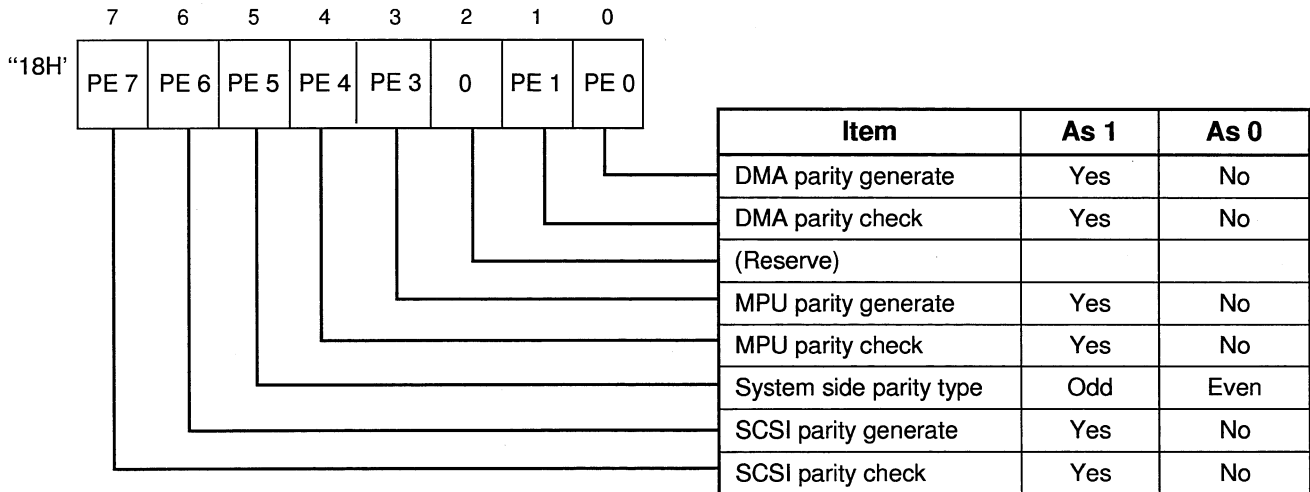 7 6 5 4 3 2 1 0
“18H’ PE 7 PE 6 PE 5 PE 4 PE 3 0 PE 1 PE 0
Item As 1 As 0
DMA parity generate Yes No
DMA parity check Yes No
(Reserve)
MPU parity generate Yes No
MPU parity check Yes No
System side parity type Odd Even
SCSI parity generate Yes No
SCSI parity check Yes No